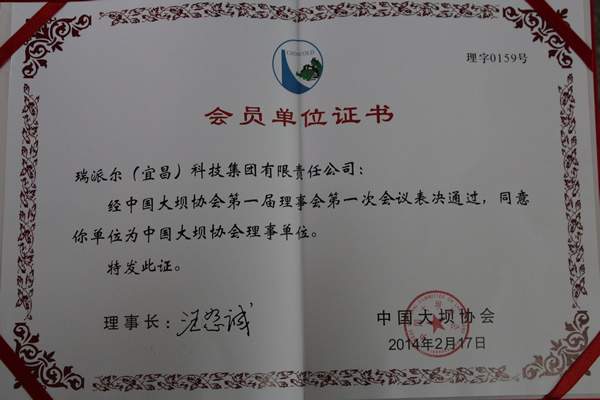 CHINCOLD
理字0159号
会员单位证书
瑞派尔（宜昌）科技集团有限责任公司：
经中国大坝协会第一届理事会第一次会议表决通过，同意
你单位为中国大坝协会理事单位。
特发此证。
理事长：汪恕诚
中国大坝协会
2014年2月17日